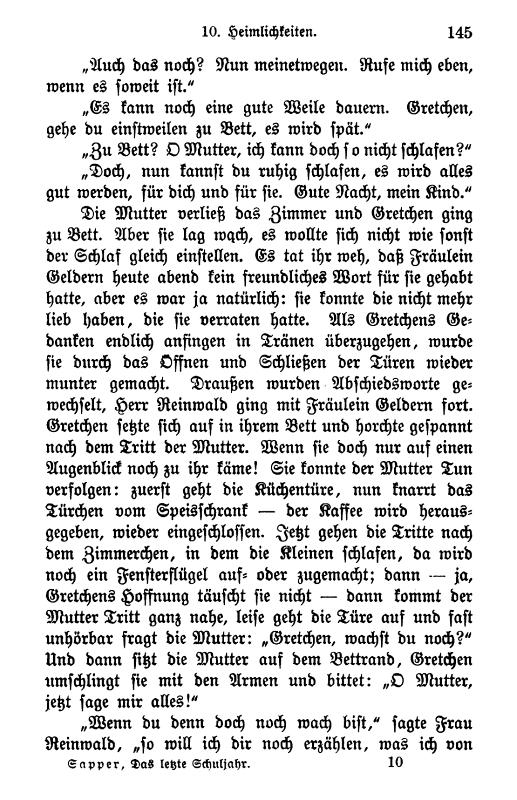 10. Heimlichkeiten. 145
„Auch das noch? Nun meinetwegen. Rufe mich eben,
wenn es soweit ist.“
„Es kann noch eine gute Weile dauern. Gretchen,
gehe du einstweilen zu Bett, es wird spät.“
„Zu Bett? O Mutter, ich kann doch so nicht schlafen?“
„Doch, nun kannst du ruhig schlafen, es wird alles
gut werden, für dich und für sie. Gute Nacht, mein Kind.“
Die Mutter verließ das Zimmer und Gretchen ging
zu Bett. Aber sie lag wach, es wollte sich nicht wie sonst
der Schlaf gleich einstellen. Es tat ihr weh, daß Fräulein
Geldern heute abend kein freundliches Wort für sie gehabt
hatte, aber es war ja natürlich: sie konnte die nicht mehr
lieb haben, die sie verraten hatte. Als Gretchens Ge-
danken endlich anfingen in Tränen überzugehen, wurde
sie durch das Öffnen und Schließen der Türen wieder
munter gemacht. Draußen wurden Abschiedsworte ge-
wechselt, Herr Reinwald ging mit Fräulein Geldern fort.
Gretchen setzte sich auf in ihrem Bett und horchte gespannt
nach dem Tritt der Mutter. Wenn sie doch nur auf einen
Augenblick noch zu ihr käme! Sie konnte der Mutter Tun
verfolgen: zuerst geht die Küchentüre, nun knarrt das
Türchen vom Speisschrank — der Kaffee wird heraus-
gegeben, wieder eingeschlossen. Jetzt gehen die Tritte nach
dem Zimmerchen, in dem die Kleinen schlafen, da wird
noch ein Fensterflügel auf- oder zugemacht; dann — ja,
Gretchens Hoffnung täuscht sie nicht — dann kommt der
Mutter Tritt ganz nahe, leise geht die Türe auf und fast
unhörbar fragt die Mutter: „Gretchen, wachst du noch?“
Und dann sitzt die Mutter auf dem Bettrand, Gretchen
umschlingt sie mit den Armen und bittet: „O Mutter,
jetzt sage mir alles!“
„Wenn du denn doch noch wach bist,“ sagte Frau
Reinwald, „so will ich dir noch erzählen, was ich von
Sapper, Das letzte Schuljahr. 10